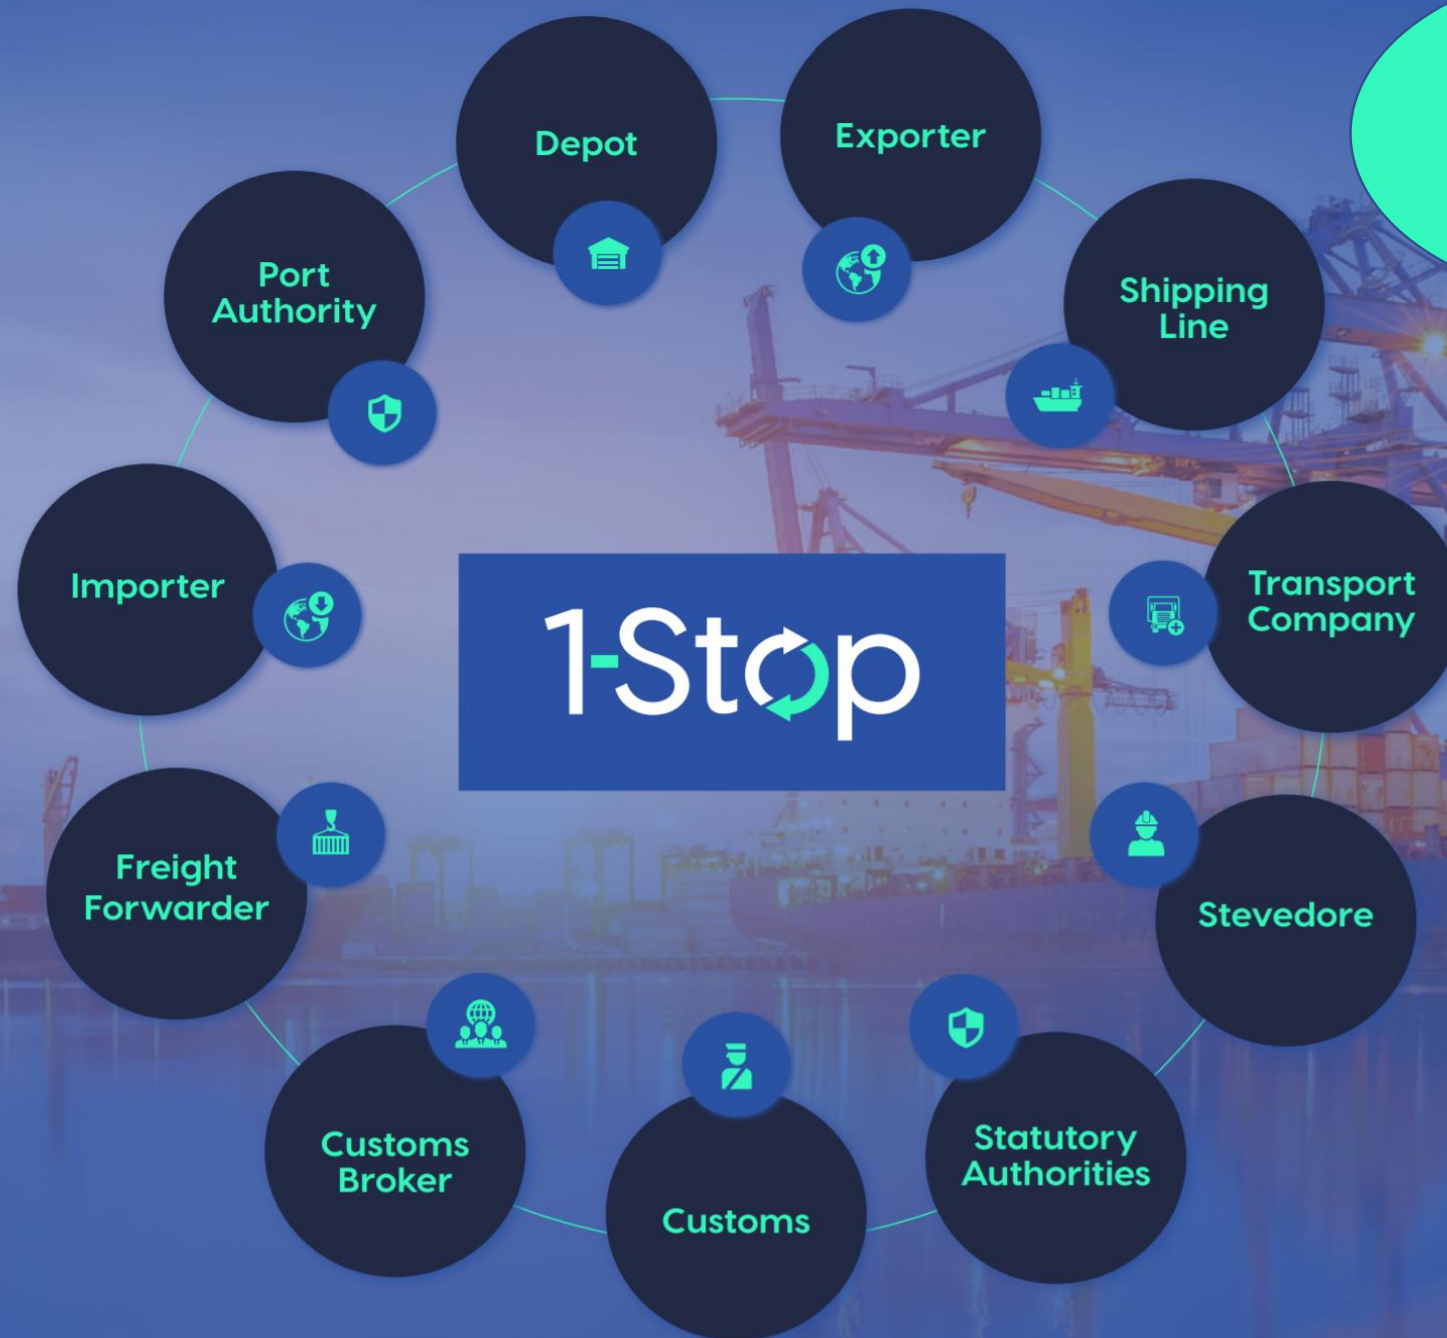 Depot
Exporter
Port
Authority
Shipping
Line
Importer
1-Stop
Transport
Company
Freight
Forwarder
Stevedore
Customs
Broker
Customs
Statutory
Authorities